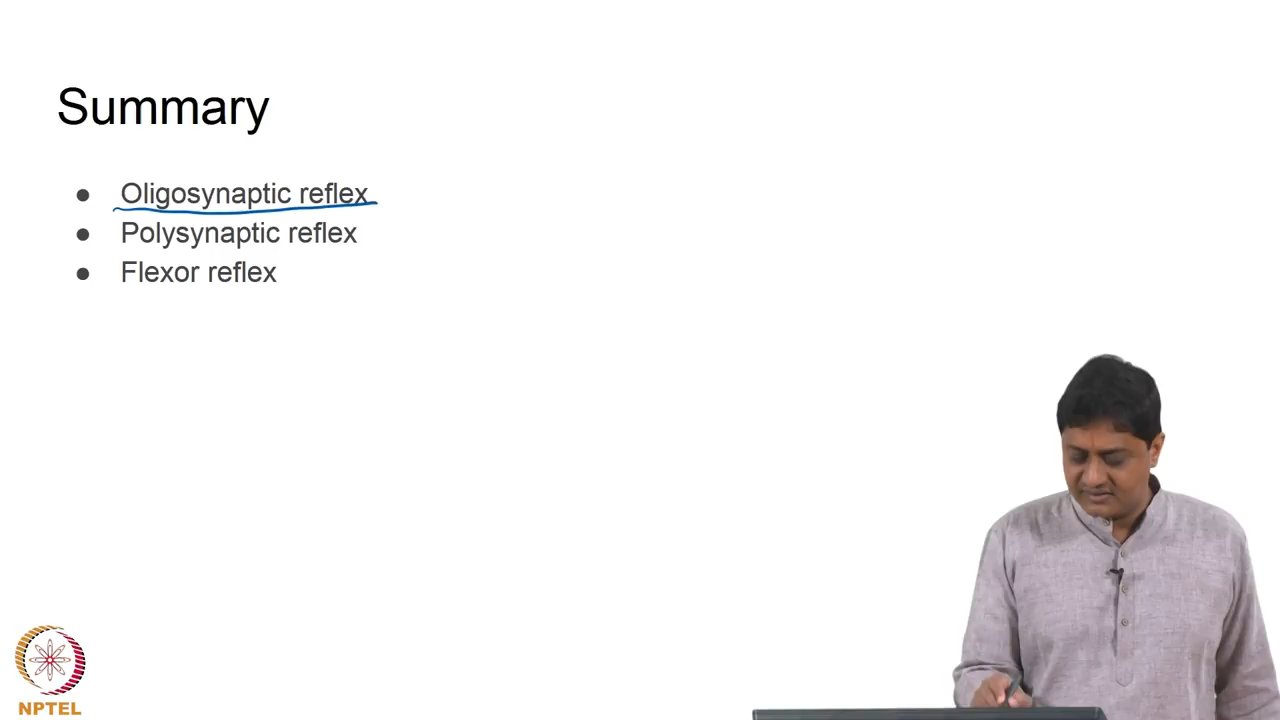 Summary
● Oligosynaptic reflex
● Polysynaptic reflex
● Flexor reflex
NPTEL